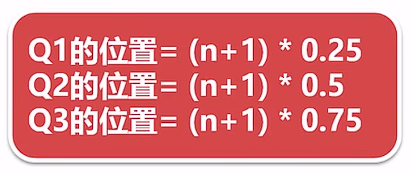 Q1的位置= (n+1) * 0.25
Q2的位置= (n+1) * 0.5
Q3的位置= (n+1) * 0.75